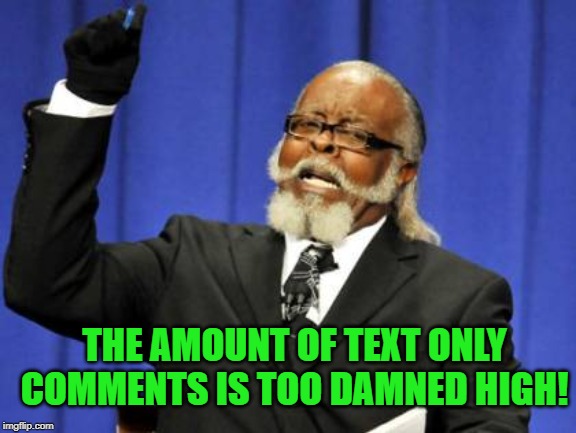 THE AMOUNT OF TEXT ONLY
COMMENTS IS TOO DAMNED HIGH!
imgflip.com